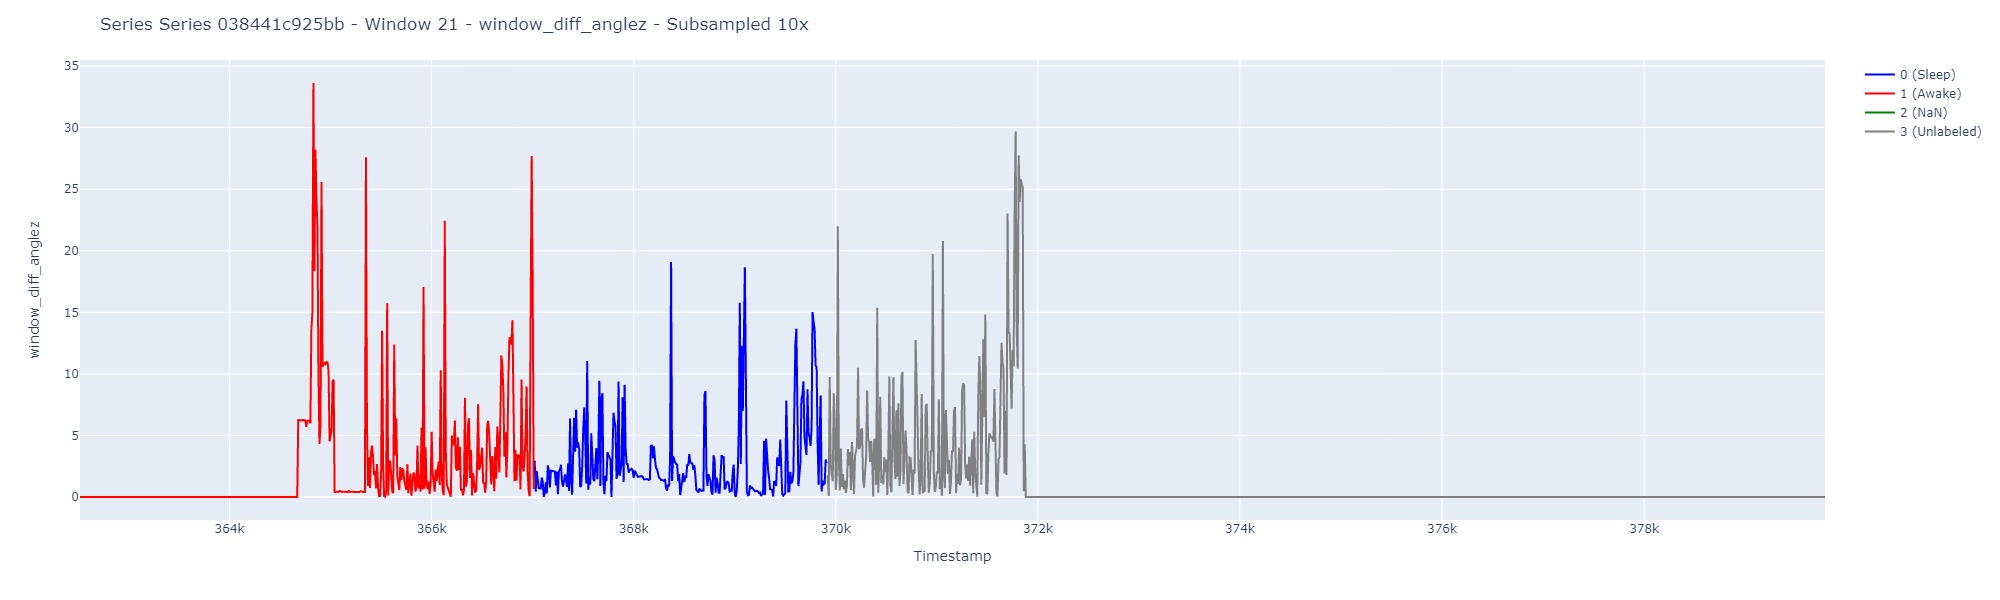 Series Series 038441c925bb - Window 21 - window_diff_anglez - Subsampled 10x
0 (Sleep)
1 (Awake)
2 (NaN)
3 (Unlabeled)
window_diff_anglez
35
30
25
20
15
10
5
0
364k
366k
368k
370k
372k
374k
376k
378k
Timestamp